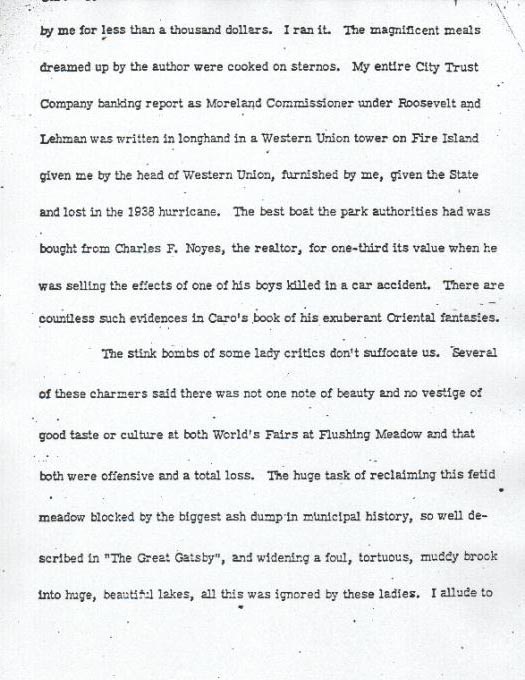 by me for less than a thousand dollars. I ran it. The magnificent meals
dreamed up by the author were cooked on sternos. My entire City Trust
Company banking report as Moreland Commissioner under Roosevelt and
Lehman was written in longhand in a Western Union tower on Fire Island
given me by the head of Western Union, furnished by me, given the State
and lost in the 1938 hurricane. The best boat the park authorities had was
bought from Charles F. Noyes, the realtor, for one-third its value when he
was selling the effects of one of his boys killed in a car accident. There are
countless such evidences in Caro's book of his exuberant Oriental fantasies.
The stink bombs of some lady critics don't suffocate us. Several
of these charmers said there was not one note of beauty and no vestige of
good taste or culture at both World's Fairs at Flushing Meadow and that
both were offensive and a total loss. The huge task of reclaiming this fetid
meadow blocked by the biggest ash dump in municipal history, so well de-
scribed in "The Great Gatsby", and widening a foul, tortuous, muddy brook
into huge, beautiful lakes, all this was ignored by these ladies. I allude to